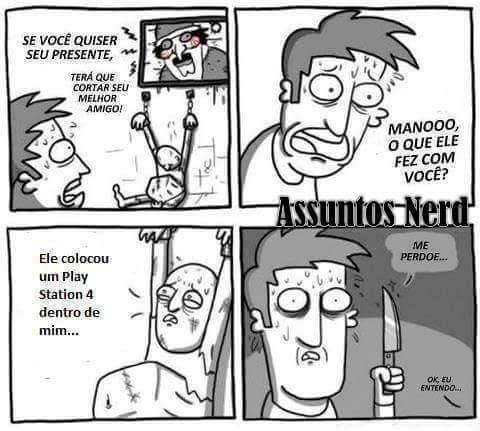 SE VOCÊ QUISER
SEU PRESENTE,
TERÁ QUE
CORTAR SEU
MELHOR
AMIGO!
MANOOO,
O QUE ELE
FEZ COM
VOCÊ?
Assuntos Nerd
Ele colocou
um Play
Station 4
dentro de
mim...
ME
PERDOE...
OK, EU
ENTENDO...